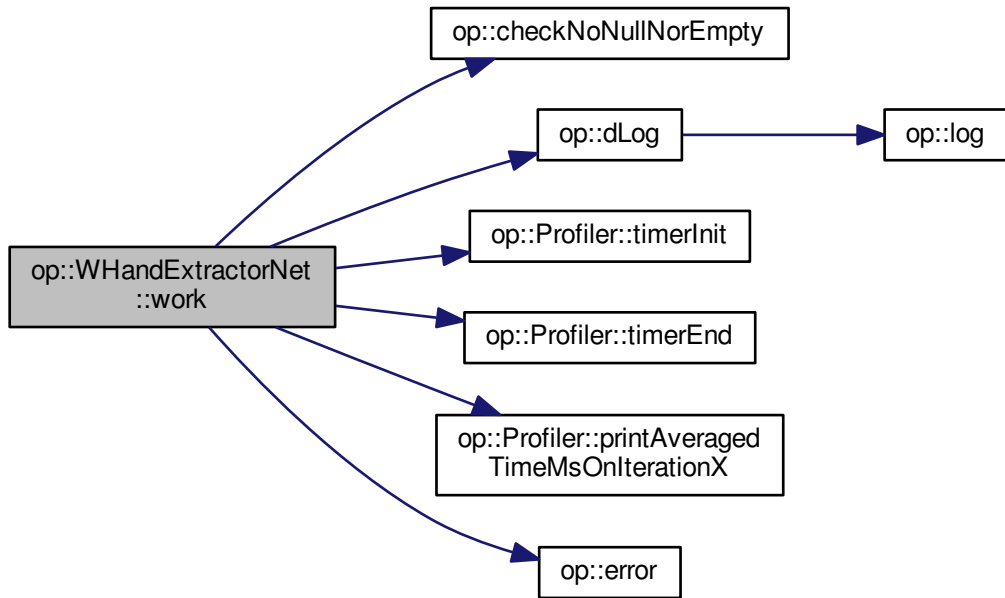 op::checkNoNullNorEmpty
op::dLog
op::log
op::Profiler::timerInit
op::WHandExtractorNet
::work
op::Profiler::timerEnd
op::Profiler::printAveraged
TimeMsOnIterationX
op::error